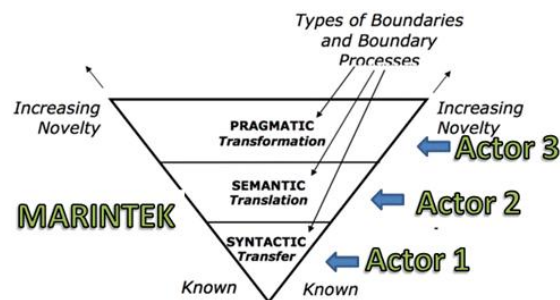 Types of Boundaries
and Boundary
Processes
Increasing
Novelty
Increasing
Novelty
PRAGMATIC
Transformation
Actor 3
SEMANTIC
Translation
MARINTEK
Actor 2
SYNTACTIC
Transfer
Actor 1
Known
Known